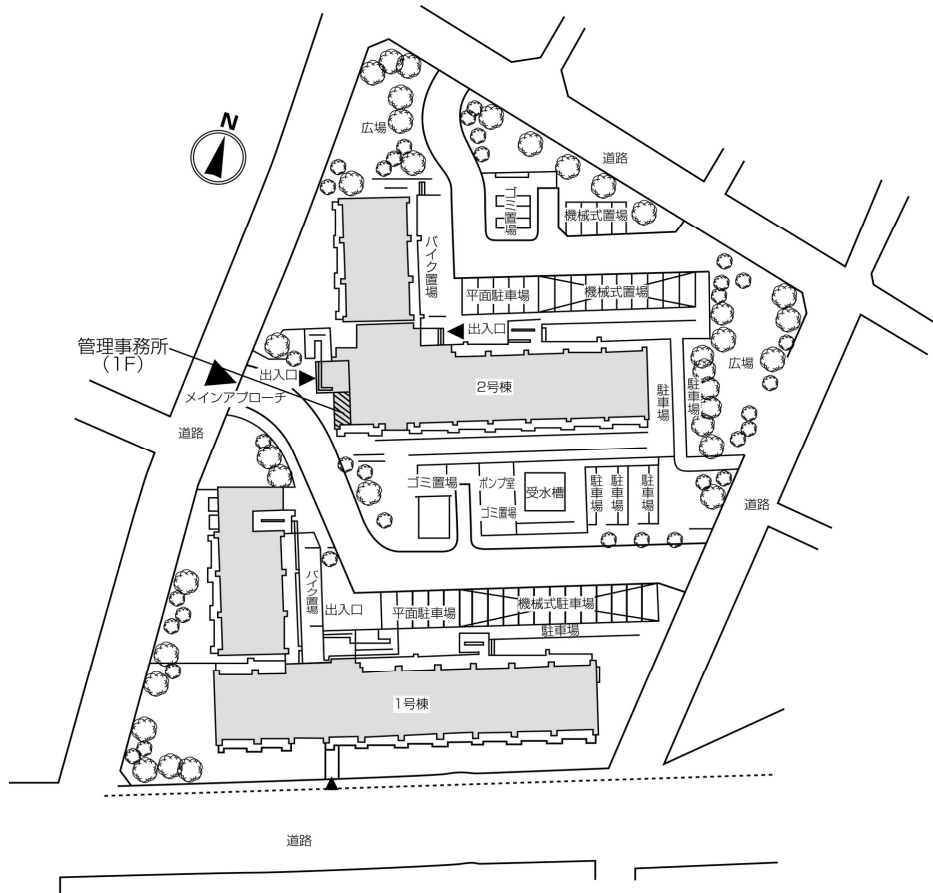 N
広場
道路
ゴミ置場
機械式置場
バイク置場
平面駐車場
機械式置場
出入口
管理事務所
(1F)
出入口
メインアプローチ
2号棟
駐車場
駐車場
広場
道路
ゴミ置場
ポンプ室
ゴミ置場
受水槽
駐車場
駐車場
駐車場
道路
バイク置場
出入口
平面駐車場
機械式駐車場
駐車場
1号棟
道路